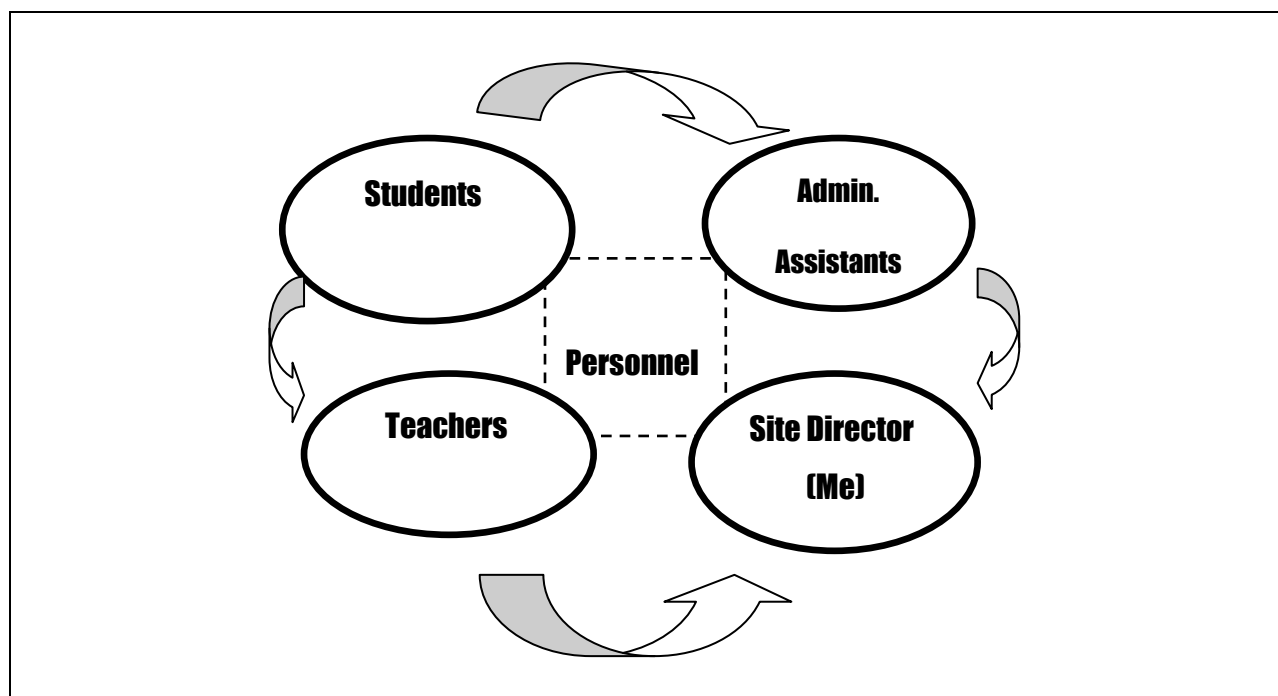 Students
Admin.
Assistants
Personnel
Teachers
Site Director
(Me)